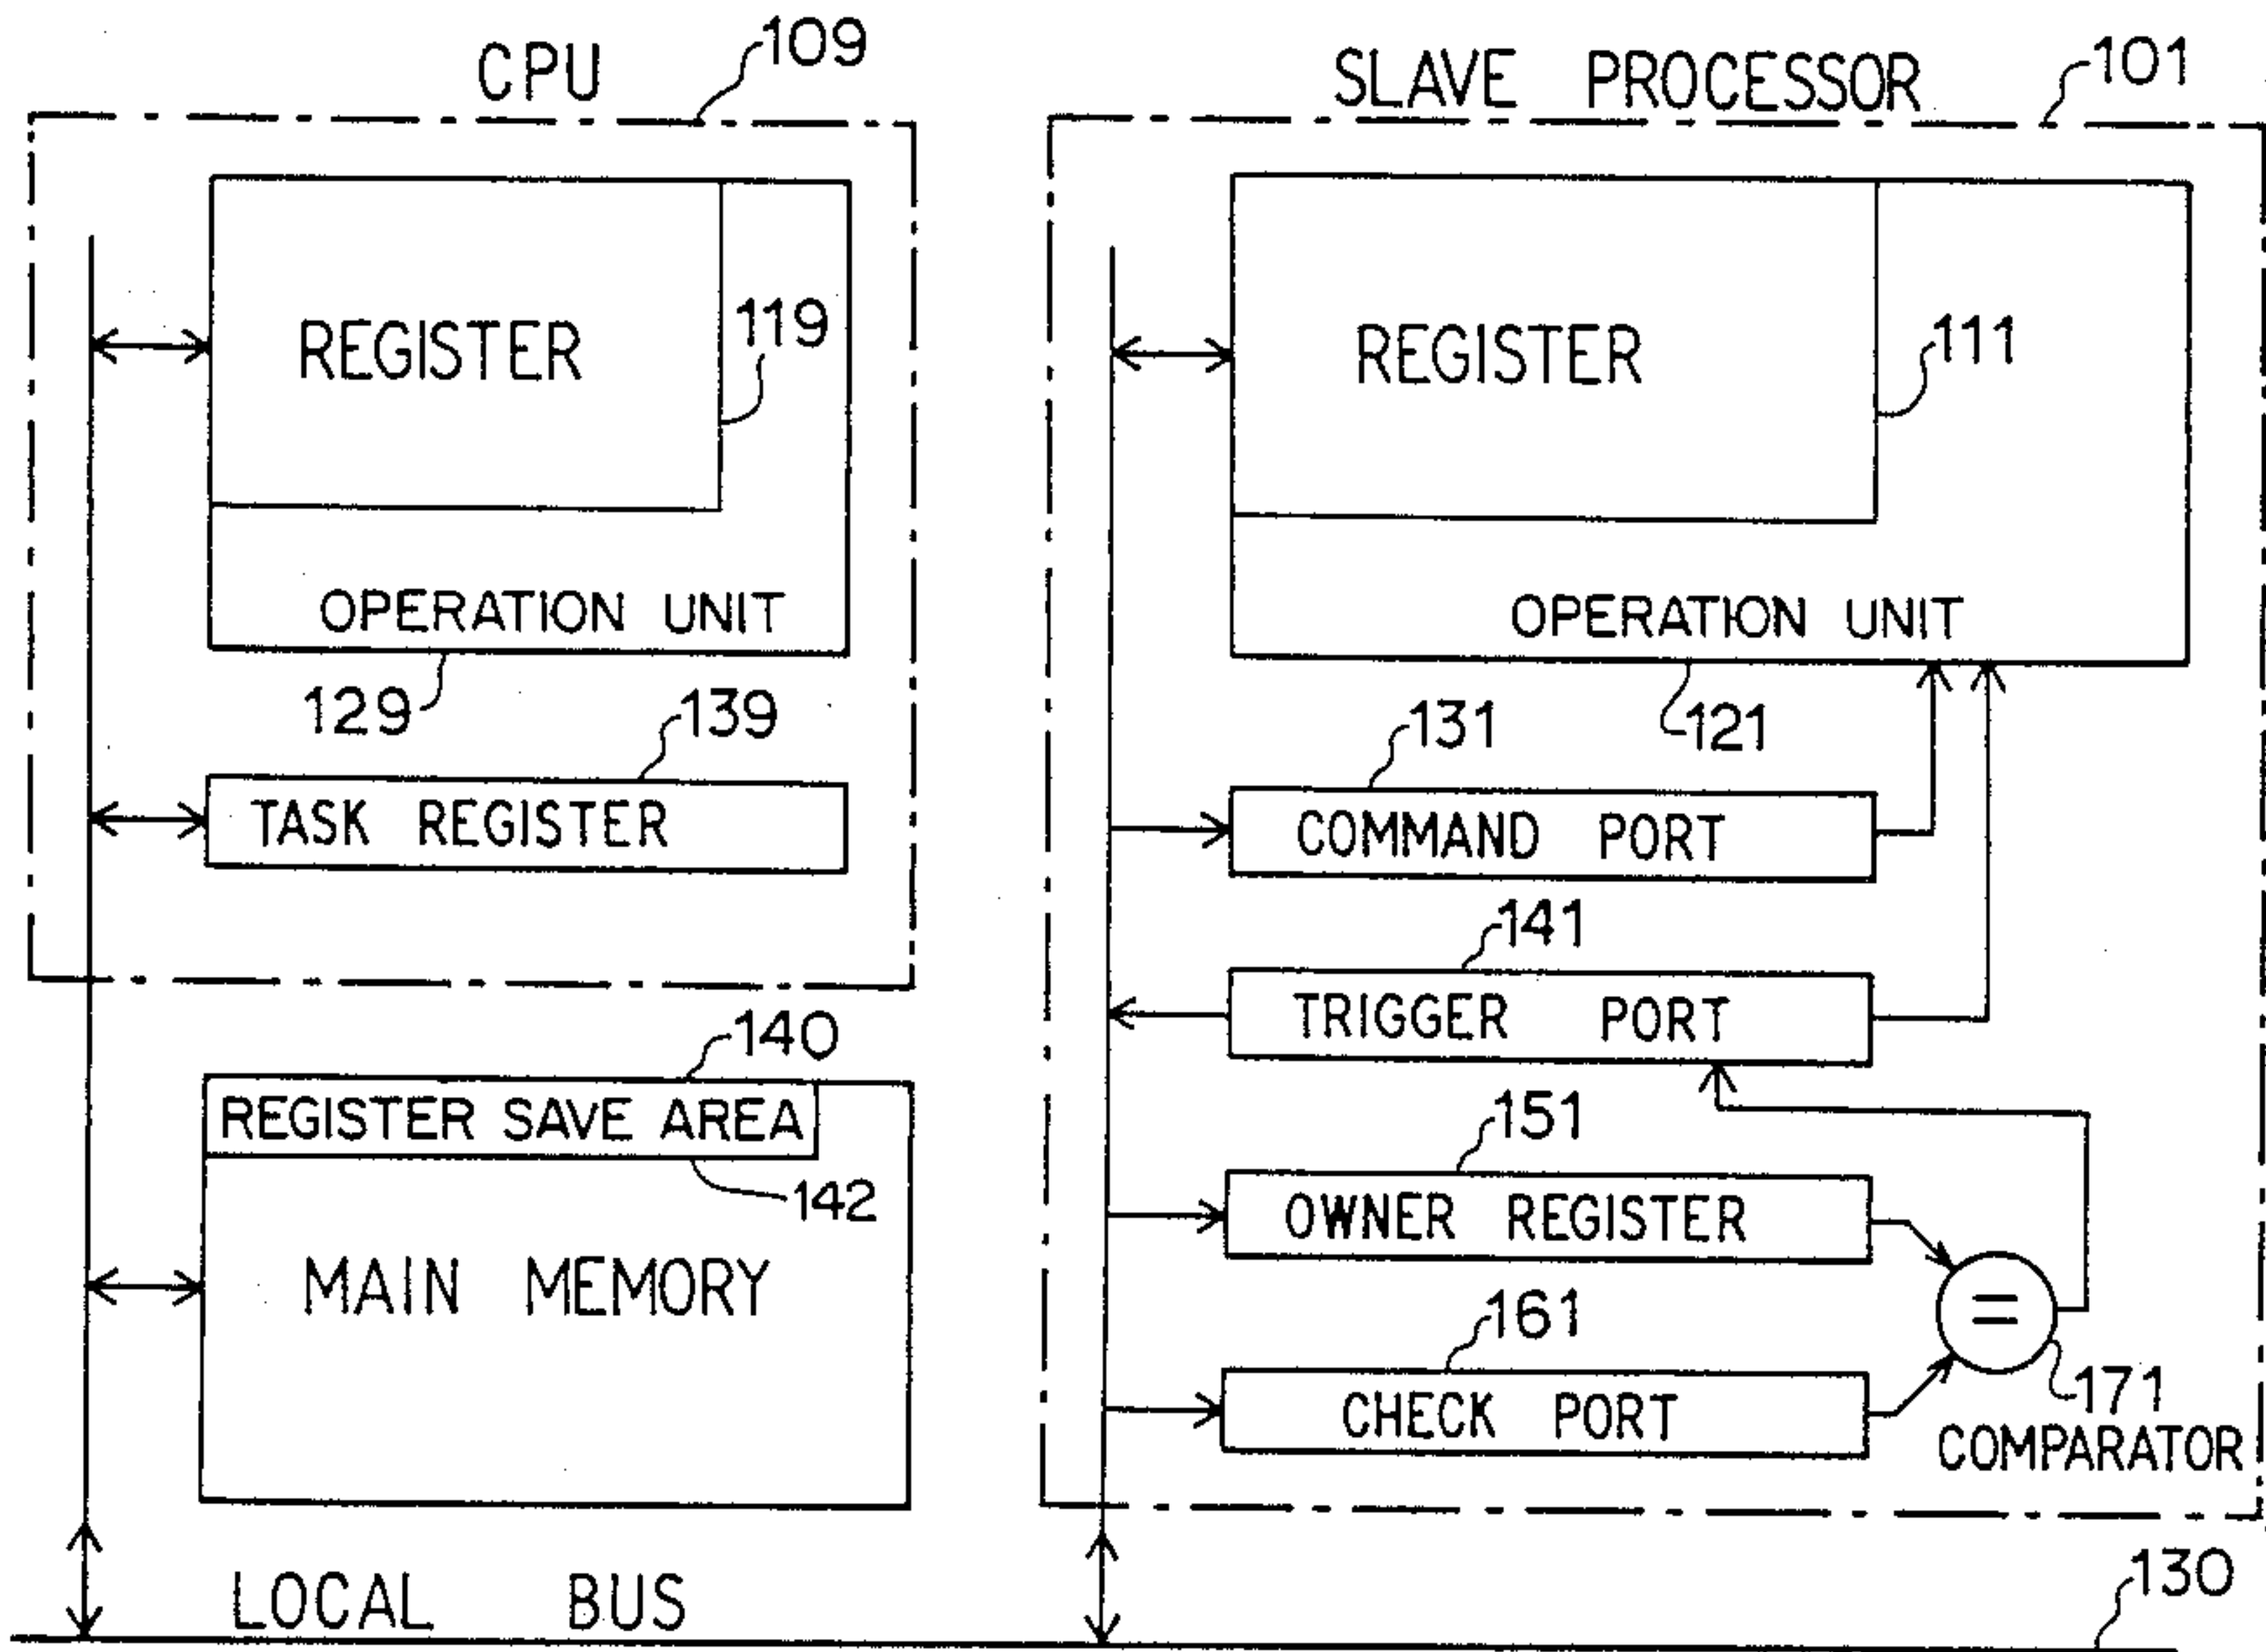 CPU
109
REGISTER
119
OPERATION UNIT
129
139
TASK REGISTER
140
REGISTER SAVE AREA
142
MAIN MEMORY
LOCAL BUS
SLAVE PROCESSOR
101
REGISTER
111
OPERATION UNIT
121
131
COMMAND PORT
141
TRIGGER PORT
151
OWNER REGISTER
=
161
CHECK PORT
171
COMPARATOR
130